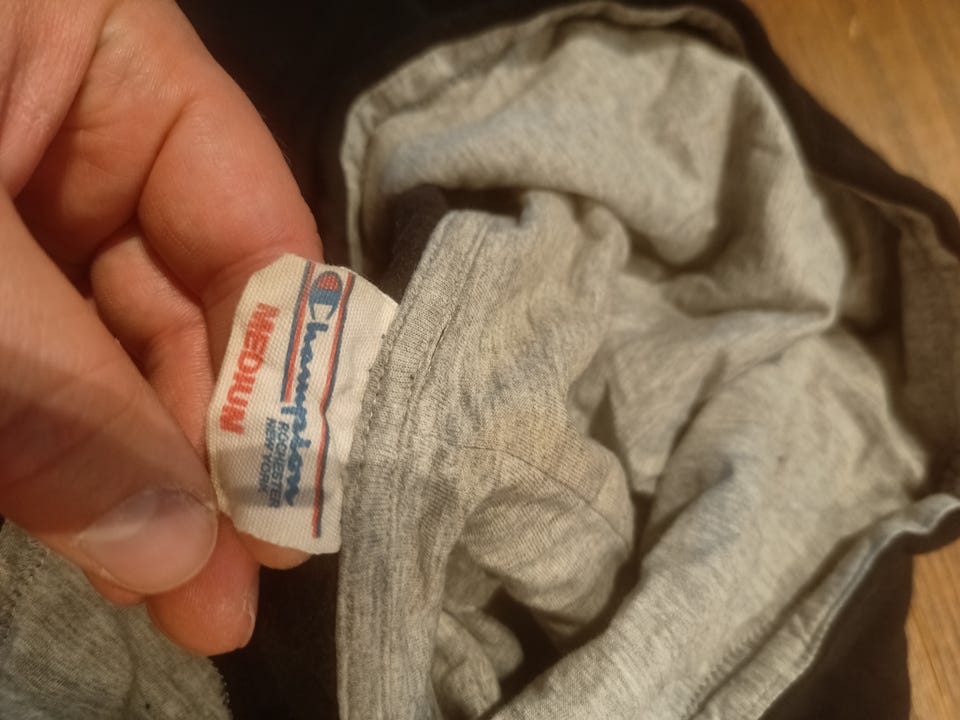 Champion
ROCHESTER
NEW YORK
MEDIUM